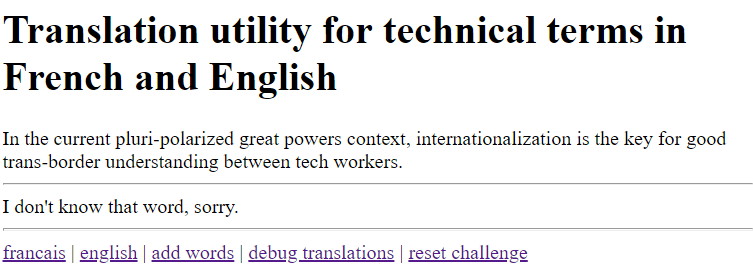 Translation utility for technical terms in
French and English
In the current pluri-polarized great powers context, internationalization is the key for good
trans-border understanding between tech workers.
I don't know that word, sorry.
francais | english | add words | debug translations | reset challenge